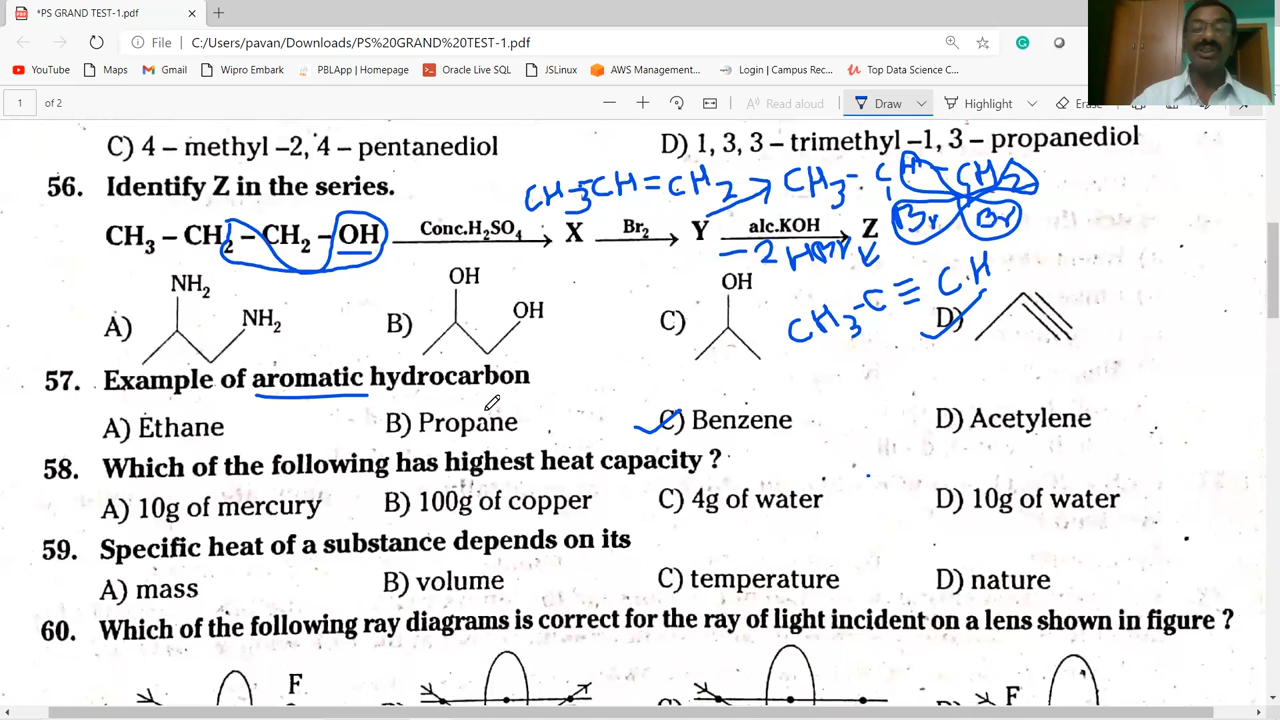 *PS GRAND TEST-1.pdf
File C:/Users/pavan/Downloads/PS%20GRAND%20TEST-1.pdf
YouTube Maps Gmail Wipro Embark PBLApp | Homepage Oracle Live SQL JSLinux AWS Management... Login | Campus Rec... Top Data Science C...
1 of 2 Read aloud Draw Highlight Erase
C) 4 – methyl –2, 4 – pentanediol D) 1, 3, 3 – trimethyl –1, 3 – propanediol
56. Identify Z in the series.
CH3CH=CH2 CH3- CH - CH2
Br Br
CH3 – CH2 – CH2 – OH Conc.H2SO4 X Br2 Y alc.KOH Z
-2 HBr
CH3-C≡CH
A) NH2 NH2 B) OH OH C) OH D)
57. Example of aromatic hydrocarbon
A) Ethane B) Propane C) Benzene D) Acetylene
58. Which of the following has highest heat capacity ?
A) 10g of mercury B) 100g of copper C) 4g of water D) 10g of water
59. Specific heat of a substance depends on its
A) mass B) volume C) temperature D) nature
60. Which of the following ray diagrams is correct for the ray of light incident on a lens shown in figure ?
F F